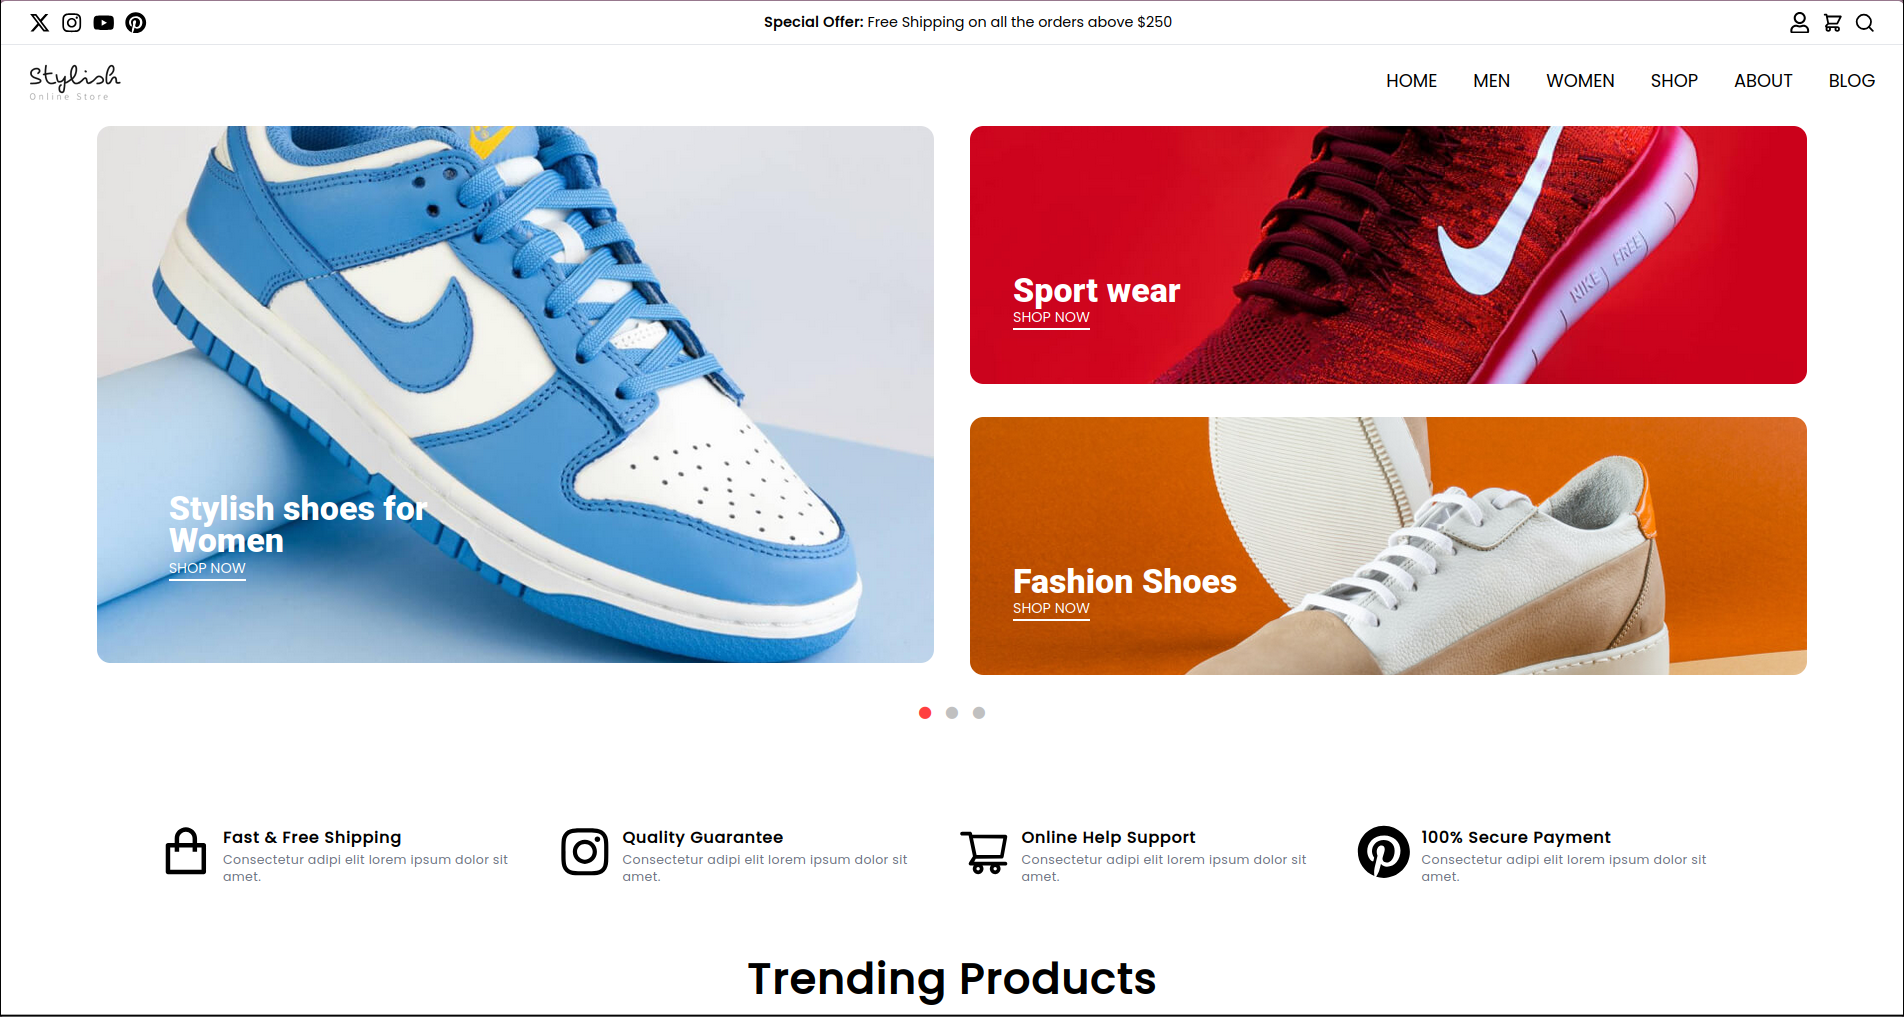 Special Offer: Free Shipping on all the orders above $250
Stylish
Online Store
HOME MEN WOMEN SHOP ABOUT BLOG
Stylish shoes for
Women
SHOP NOW
NIKE FREE
Sport wear
SHOP NOW
Fashion Shoes
SHOP NOW
Fast & Free Shipping
Consectetur adipi elit lorem ipsum dolor sit
amet.
Quality Guarantee
Consectetur adipi elit lorem ipsum dolor sit
amet.
Online Help Support
Consectetur adipi elit lorem ipsum dolor sit
amet.
100% Secure Payment
Consectetur adipi elit lorem ipsum dolor sit
amet.
Trending Products